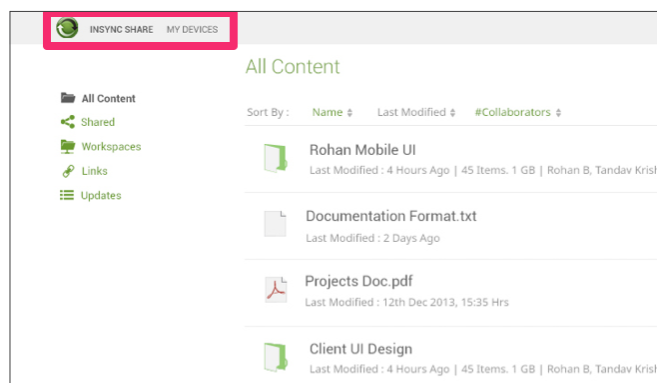 INSYNC SHARE MY DEVICES
All Content
All Content
Shared
Workspaces
Links
Updates
Sort By : Name Last Modified #Collaborators
Rohan Mobile UI
Last Modified : 4 Hours Ago | 45 Items. 1 GB | Rohan B, Tandav Krish
Documentation Format.txt
Last Modified : 2 Days Ago
Projects Doc.pdf
Last Modified : 12th Dec 2013, 15:35 Hrs
Client UI Design
Last Modified : 4 Hours Ago | 45 Items. 1 GB | Rohan B, Tandav Krish